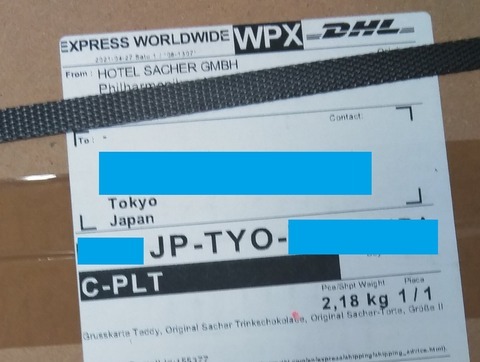 EXPRESS WORLDWIDE WPX DHL
From : HOTEL SACHER GMBH
Contact:
To :
Tokyo
Japan
JP-TYO-
C-PLT
Pce/Shpt Weight Piece
2,18 kg 1/1
Grusskarte Teddy, Original Sacher Trinkschokolade, Original Sacher-Torte, Größe II